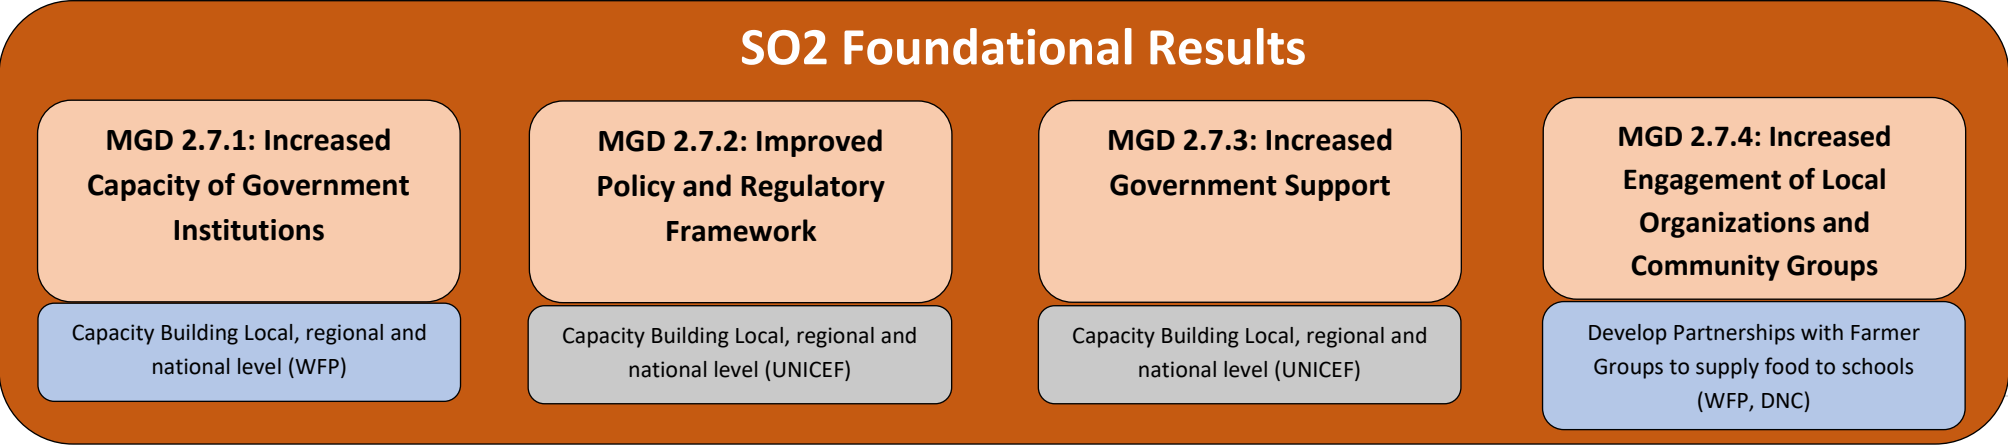 SO2 Foundational Results
MGD 2.7.1: Increased
Capacity of Government
Institutions
Capacity Building Local, regional and
national level (WFP)
MGD 2.7.2: Improved
Policy and Regulatory
Framework
Capacity Building Local, regional and
national level (UNICEF)
MGD 2.7.3: Increased
Government Support
Capacity Building Local, regional and
national level (UNICEF)
MGD 2.7.4: Increased
Engagement of Local
Organizations and
Community Groups
Develop Partnerships with Farmer
Groups to supply food to schools
(WFP, DNC)